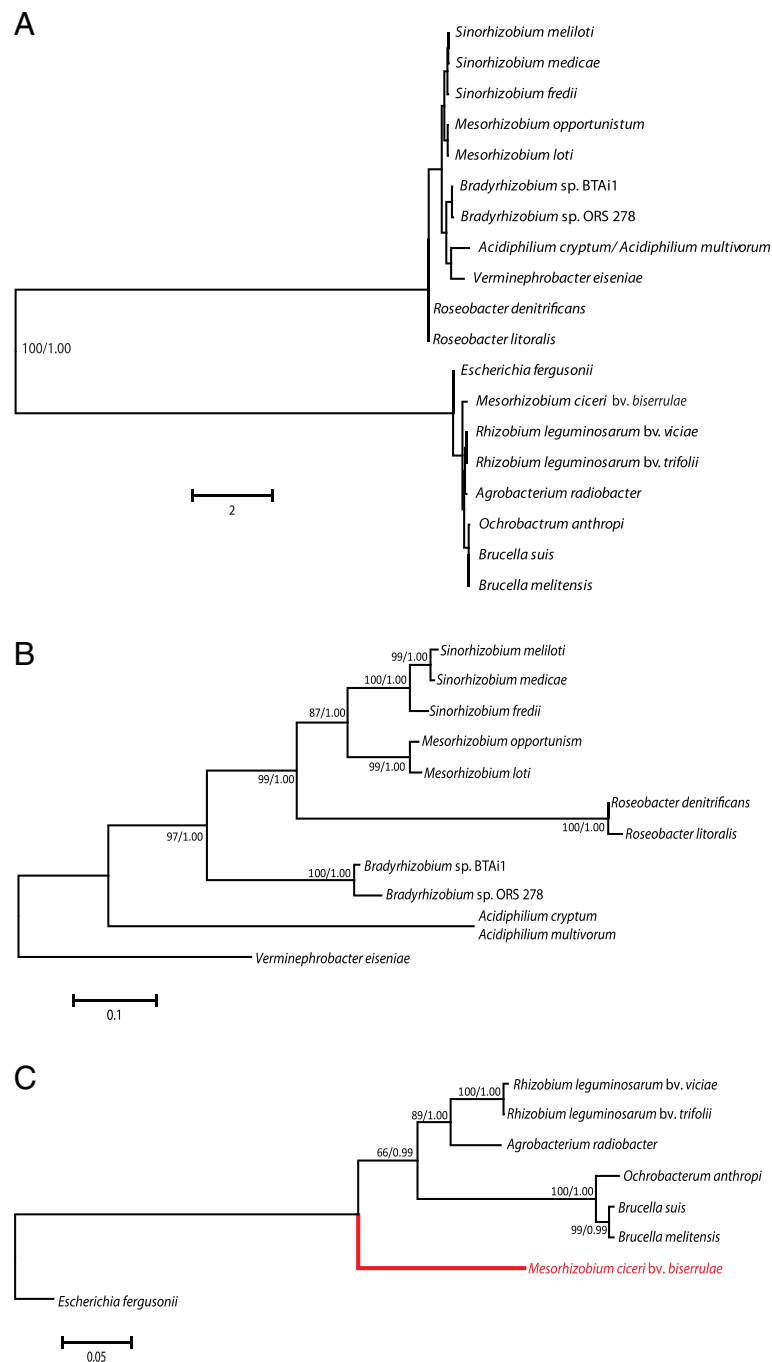 A
Sinorhizobium meliloti
Sinorhizobium medicae
Sinorhizobium fredii
Mesorhizobium opportunistum
Mesorhizobium loti
Bradyrhizobium sp. BTAi1
Bradyrhizobium sp. ORS 278
Acidiphilium cryptum/ Acidiphilium multivorum
Verminephrobacter eiseniae
Roseobacter denitrificans
Roseobacter litoralis
100/1.00
Escherichia fergusonii
Mesorhizobium ciceri bv. biserrulae
Rhizobium leguminosarum bv. viciae
Rhizobium leguminosarum bv. trifolii
Agrobacterium radiobacter
2
Ochrobactrum anthropi
Brucella suis
Brucella melitensis
B
99/1.00
Sinorhizobium meliloti
100/1.00
Sinorhizobium medicae
87/1.00
Sinorhizobium fredii
Mesorhizobium opportunism
99/1.00
99/1.00
Mesorhizobium loti
Roseobacter denitrificans
100/1.00
Roseobacter litoralis
97/1.00
Bradyrhizobium sp. BTAi1
100/1.00
Bradyrhizobium sp. ORS 278
Acidiphilium cryptum
Acidiphilium multivorum
Verminephrobacter eiseniae
0.1
C
100/1.00
Rhizobium leguminosarum bv. viciae
89/1.00
Rhizobium leguminosarum bv. trifolii
66/0.99
Agrobacterium radiobacter
Ochrobacterum anthropi
100/1.00
Brucella suis
99/0.99
Brucella melitensis
Mesorhizobium ciceri bv. biserrulae
Escherichia fergusonii
0.05